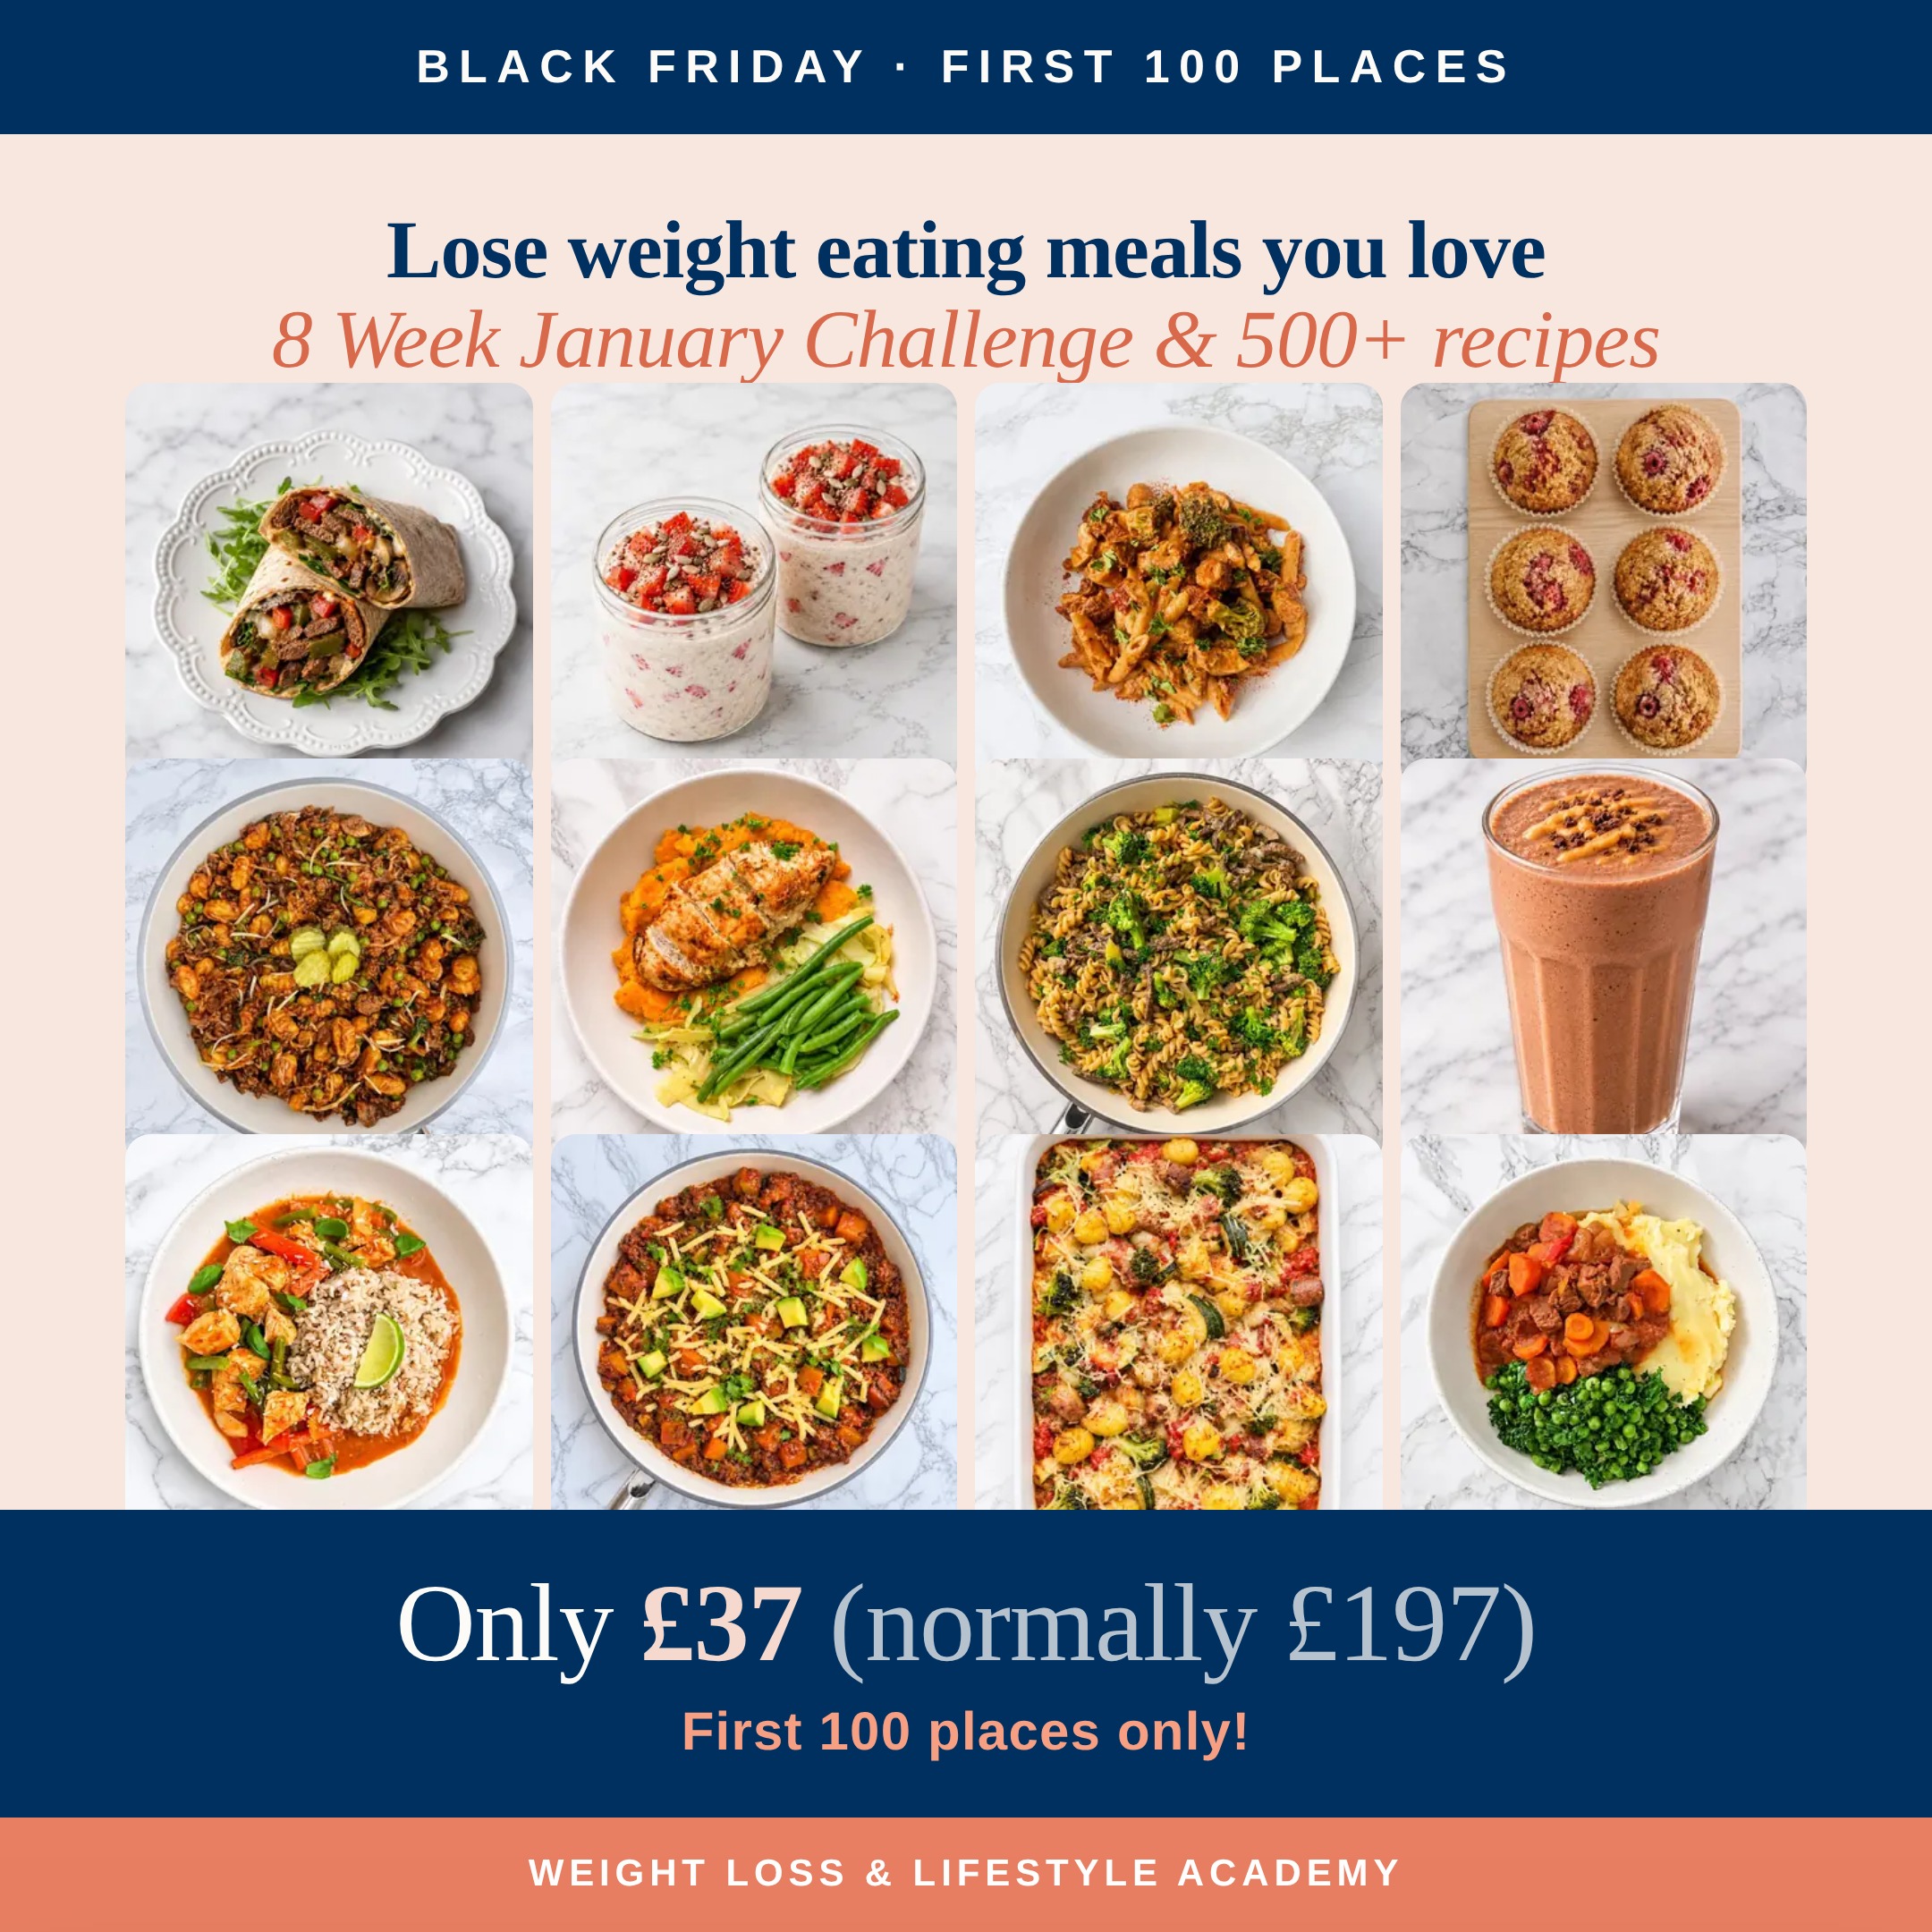 BLACK FRIDAY · FIRST 100 PLACES
Lose weight eating meals you love
8 Week January Challenge & 500+ recipes
Only £37 (normally £197)
First 100 places only!
WEIGHT LOSS & LIFESTYLE ACADEMY